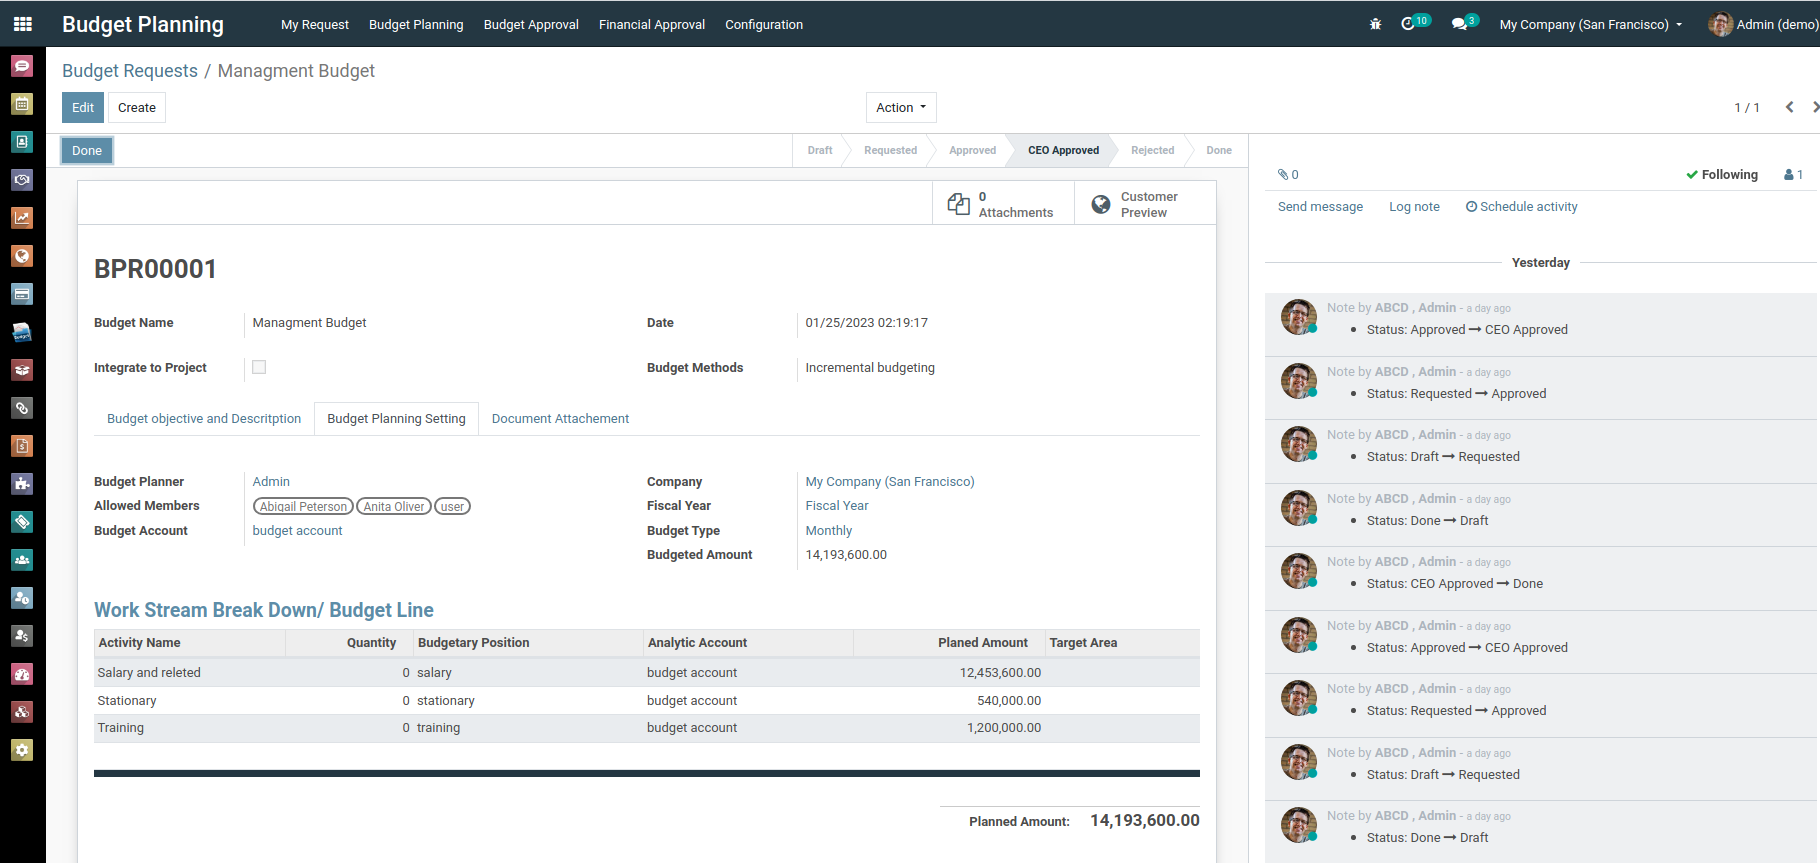 Budget Planning My Request Budget Planning Budget Approval Financial Approval Configuration 10 3 My Company (San Francisco) Admin (demo)
Budget Requests / Managment Budget
Edit Create Action 1 / 1
Done Draft Requested Approved CEO Approved Rejected Done
0 Following 1
0 Attachments
Customer Preview
Send message Log note Schedule activity
BPR00001
Budget Name Managment Budget Date 01/25/2023 02:19:17
Integrate to Project Budget Methods Incremental budgeting
Budget objective and Descritption Budget Planning Setting Document Attachement
Budget Planner Admin Company My Company (San Francisco)
Allowed Members Abigail Peterson Anita Oliver user Fiscal Year Fiscal Year
Budget Account budget account Budget Type Monthly
Budgeted Amount 14,193,600.00
Work Stream Break Down/ Budget Line
Activity Name Quantity Budgetary Position Analytic Account Planed Amount Target Area
Salary and releted 0 salary budget account 12,453,600.00
Stationary 0 stationary budget account 540,000.00
Training 0 training budget account 1,200,000.00
Planned Amount: 14,193,600.00
Yesterday
Note by ABCD , Admin - a day ago
Status: Approved → CEO Approved
Note by ABCD , Admin - a day ago
Status: Requested → Approved
Note by ABCD , Admin - a day ago
Status: Draft → Requested
Note by ABCD , Admin - a day ago
Status: Done → Draft
Note by ABCD , Admin - a day ago
Status: CEO Approved → Done
Note by ABCD , Admin - a day ago
Status: Approved → CEO Approved
Note by ABCD , Admin - a day ago
Status: Requested → Approved
Note by ABCD , Admin - a day ago
Status: Draft → Requested
Note by ABCD , Admin - a day ago
Status: Done → Draft